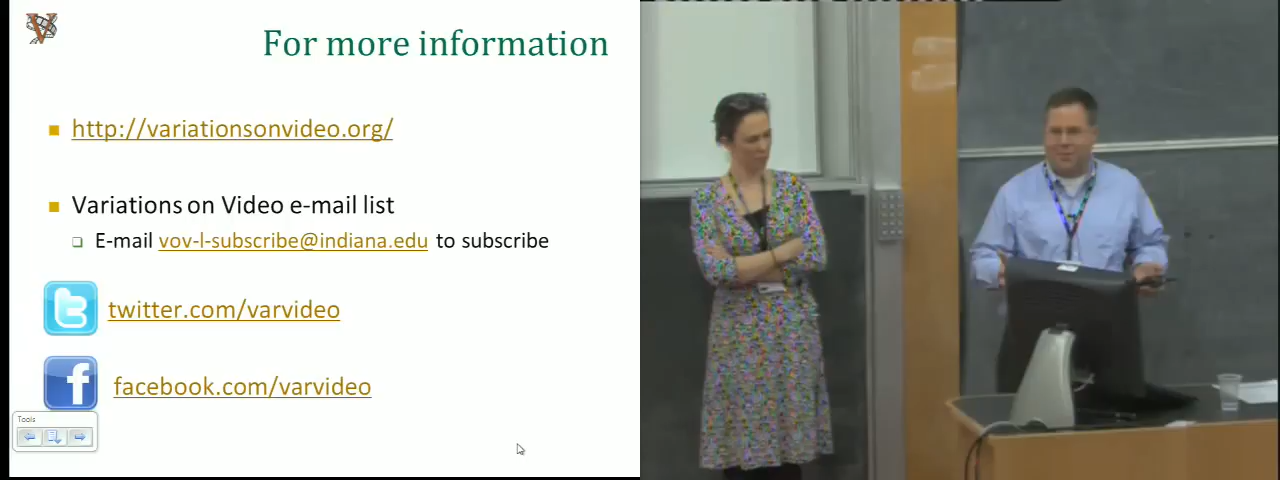 For more information
http://variationsonvideo.org/
Variations on Video e-mail list
E-mail vov-l-subscribe@indiana.edu to subscribe
twitter.com/varvideo
facebook.com/varvideo
Tools